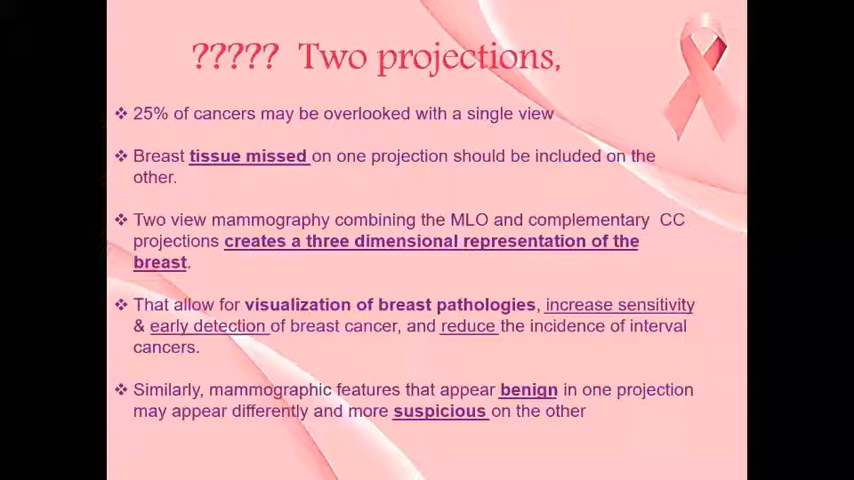 ????? Two projections,
❖ 25% of cancers may be overlooked with a single view
❖ Breast tissue missed on one projection should be included on the
other.
❖ Two view mammography combining the MLO and complementary CC
projections creates a three dimensional representation of the
breast.
❖ That allow for visualization of breast pathologies, increase sensitivity
& early detection of breast cancer, and reduce the incidence of interval
cancers.
❖ Similarly, mammographic features that appear benign in one projection
may appear differently and more suspicious on the other